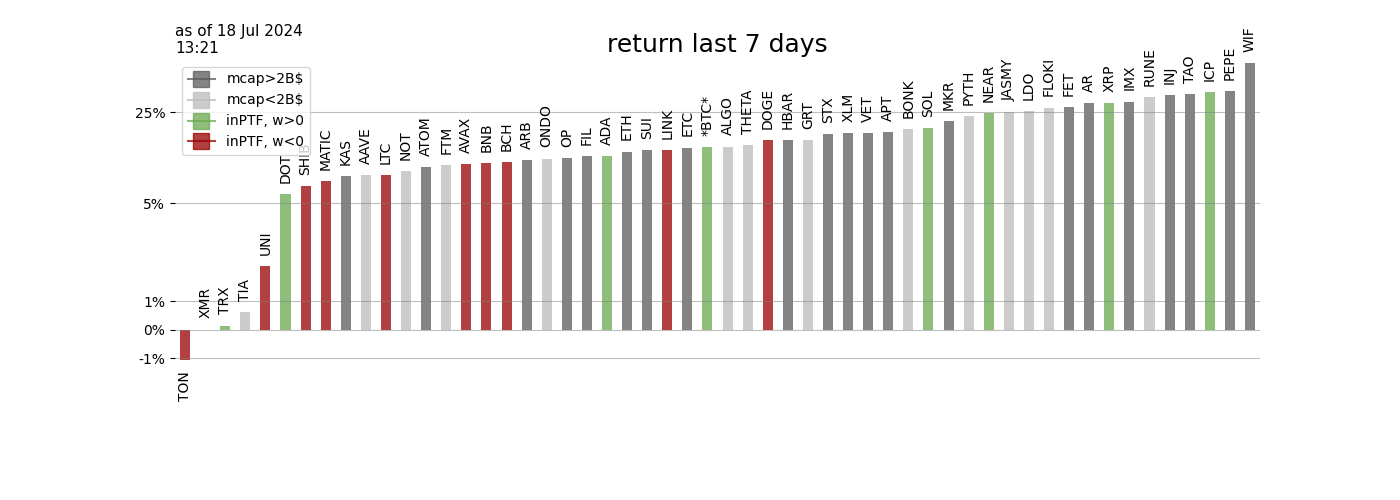 as of 18 Jul 2024
13:21
return last 7 days
mcap>2B$
mcap<2B$
inPTF, w>0
inPTF, w<0
25%
5%
1%
0%
-1%
TON
XMR
TRX
TIA
UNI
DOT
SHIB
MATIC
KAS
AAVE
LTC
NOT
ATOM
FTM
AVAX
BNB
BCH
ARB
ONDO
OP
FIL
ADA
ETH
SUI
LINK
ETC
*BTC*
ALGO
THETA
DOGE
HBAR
GRT
STX
XLM
VET
APT
BONK
SOL
MKR
PYTH
NEAR
JASMY
LDO
FLOKI
FET
AR
XRP
IMX
RUNE
INJ
TAO
ICP
PEPE
WIF